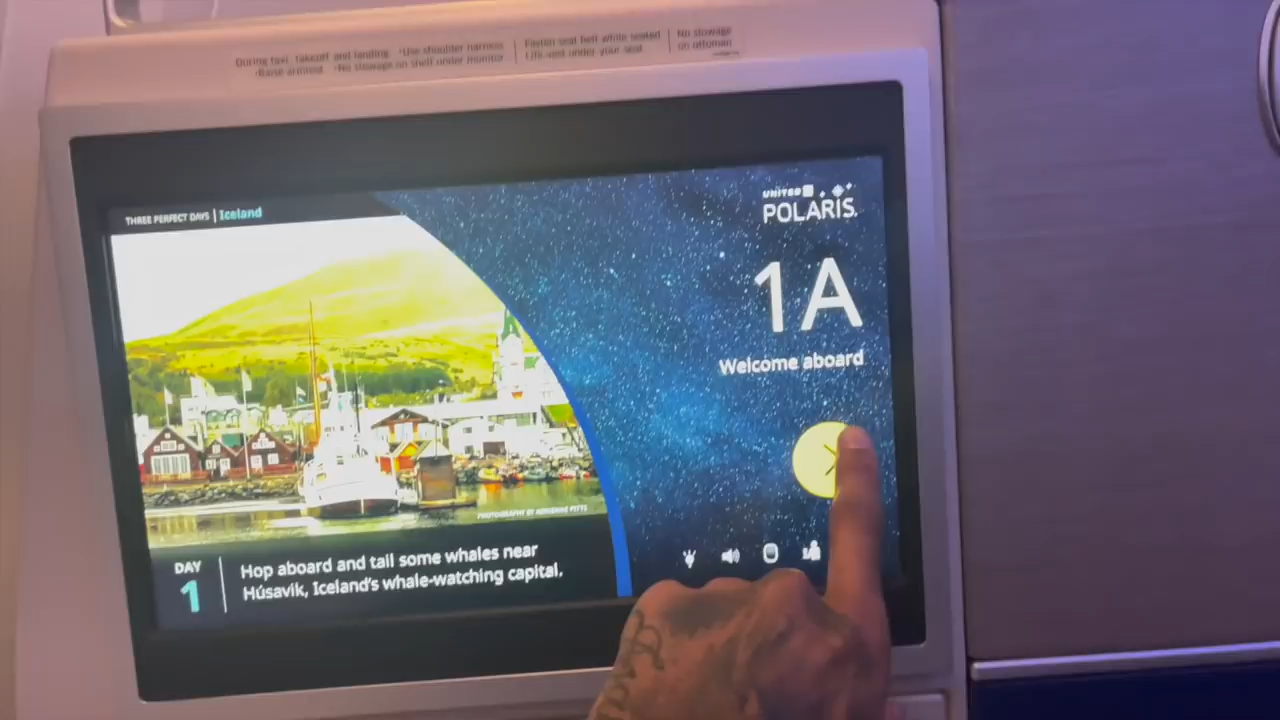 During taxi, takeoff and landing: •Use shoulder harness
•Raise armrest •No stowage on shelf under monitor
Fasten seat belt while seated
Life vest under your seat
No stowage
on ottoman
THREE PERFECT DAYS | Iceland
UNITED
POLARIS
1A
Welcome aboard
PHOTOGRAPHY BY ADRIENNE PITTS
DAY
1
Hop aboard and tail some whales near
Húsavík, Iceland's whale-watching capital.